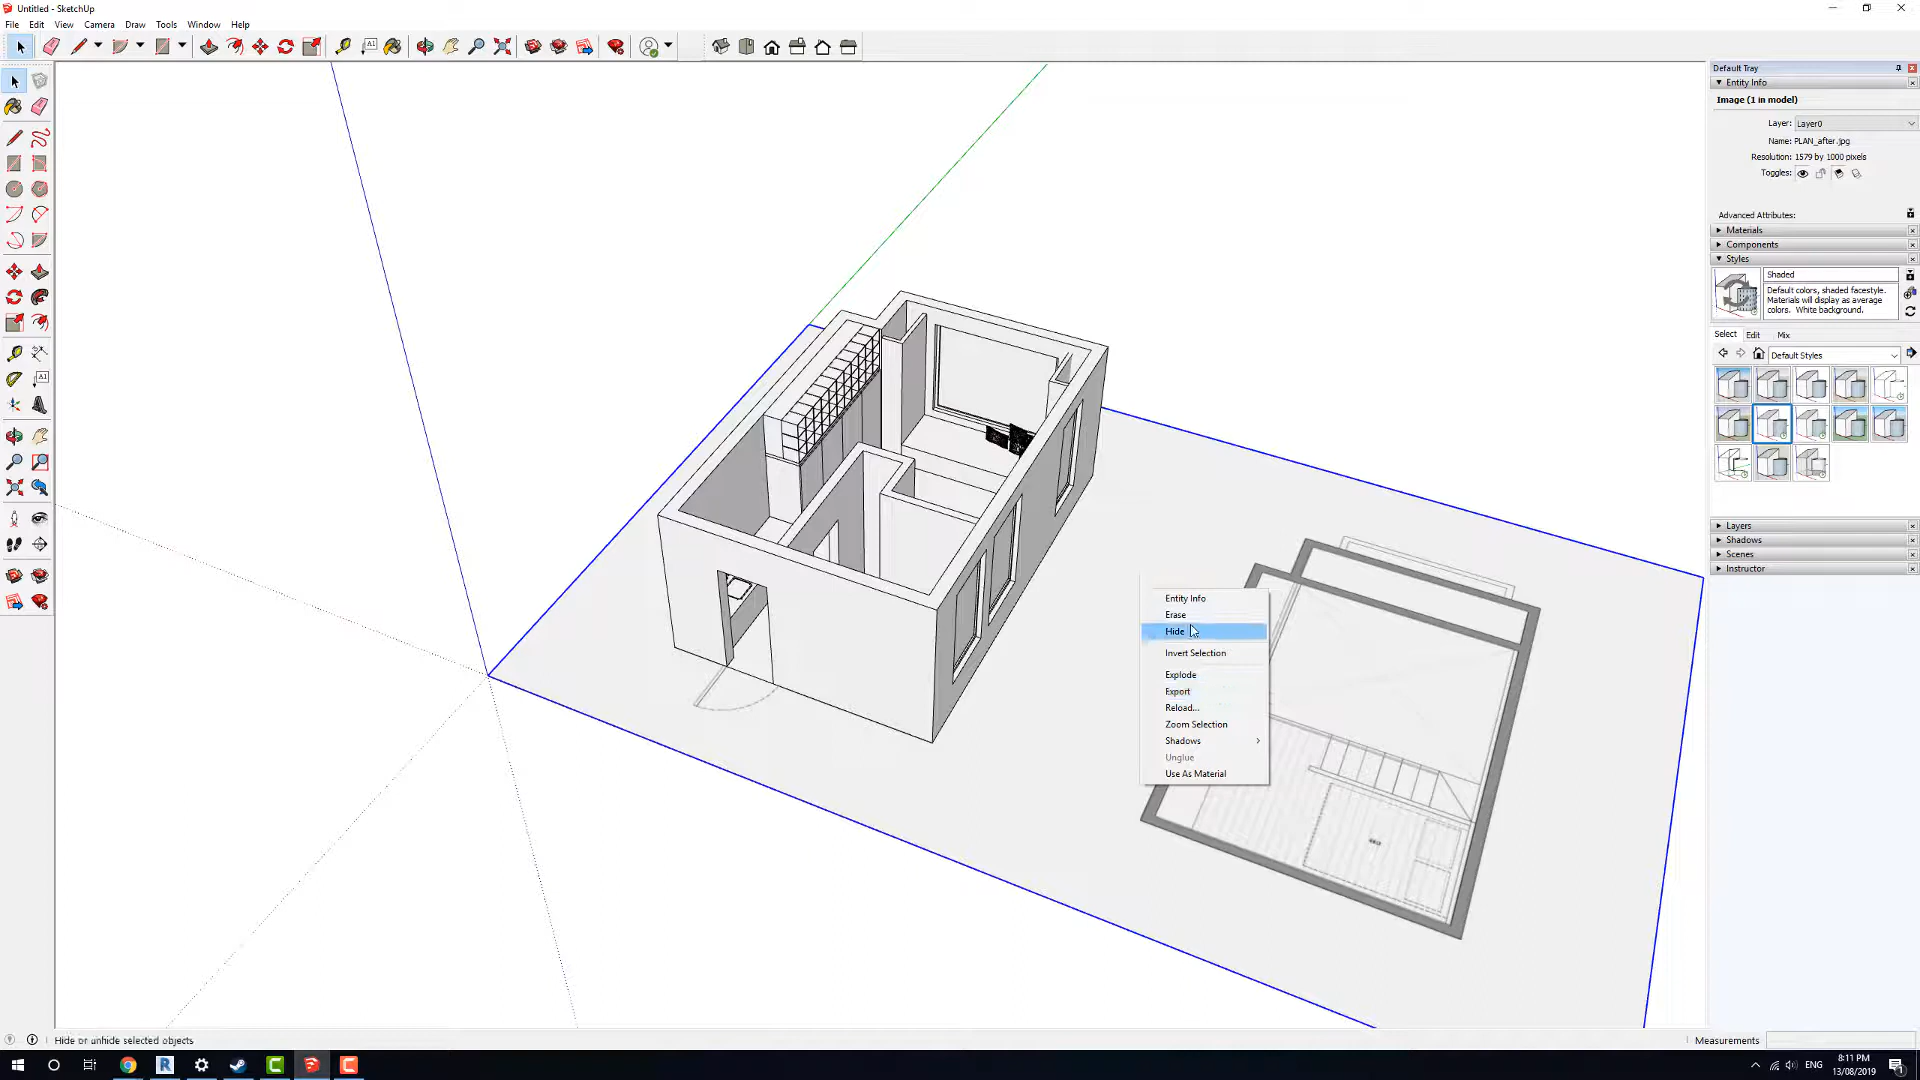 Untitled - SketchUp
File Edit View Camera Draw Tools Window Help
Default Tray
Entity Info
Image (1 in model)
Layer: Layer0
Name: PLAN_after.jpg
Resolution: 1579 by 1000 pixels
Toggles:
Advanced Attributes:
Materials
Components
Styles
Shaded
Default colors, shaded facestyle.
Materials will display as average
colors. White background.
Select Edit Mix
Default Styles
Layers
Shadows
Scenes
Instructor
Entity Info
Erase
Hide
Invert Selection
Explode
Export
Reload...
Zoom Selection
Shadows
Unglue
Use As Material
Hide or unhide selected objects
Measurements
ENG
8:11 PM
13/08/2019